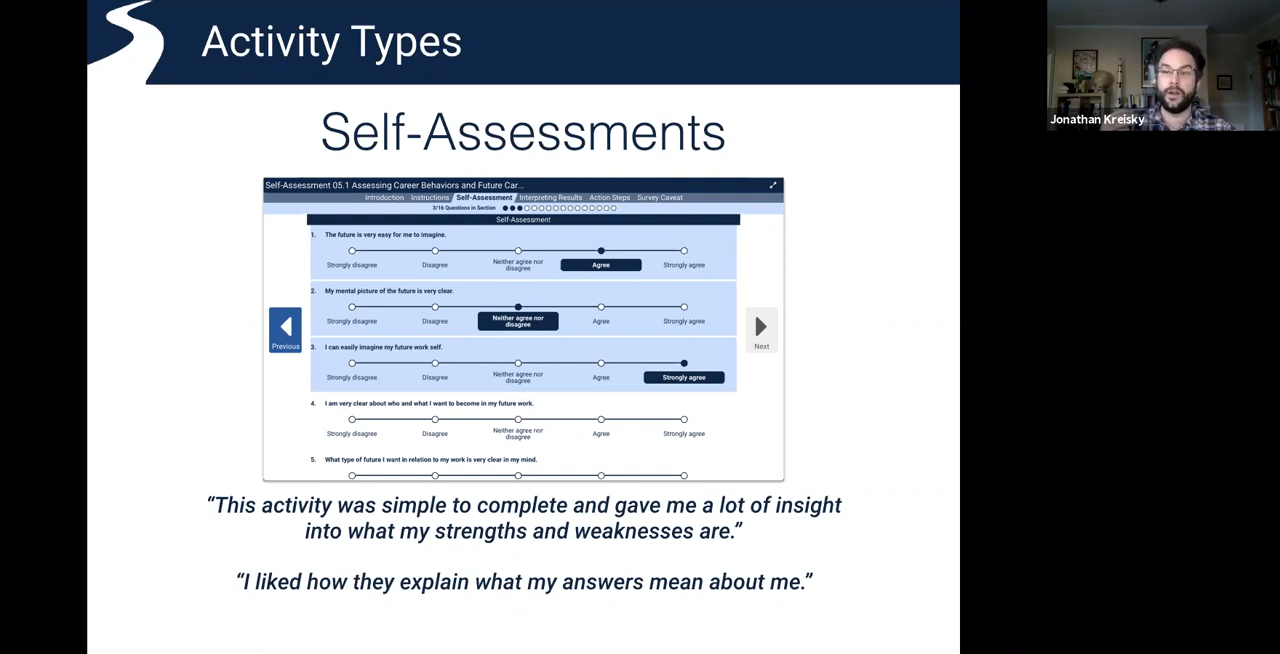 Activity Types
Jonathan Kreisky
Self-Assessments
Self-Assessment 05.1 Assessing Career Behaviors and Future Car...
Introduction Instructions Self-Assessment Interpreting Results Action Steps Survey Caveat
3/16 Questions in Section
Self-Assessment
1. The future is very easy for me to imagine.
Strongly disagree Disagree Neither agree nor disagree Agree Strongly agree
2. My mental picture of the future is very clear.
Strongly disagree Disagree Neither agree nor disagree Agree Strongly agree
Previous
Next
3. I can easily imagine my future work self.
Strongly disagree Disagree Neither agree nor disagree Agree Strongly agree
4. I am very clear about who and what I want to become in my future work.
Strongly disagree Disagree Neither agree nor disagree Agree Strongly agree
5. What type of future I want in relation to my work is very clear in my mind.
“This activity was simple to complete and gave me a lot of insight
into what my strengths and weaknesses are.”
“I liked how they explain what my answers mean about me.”